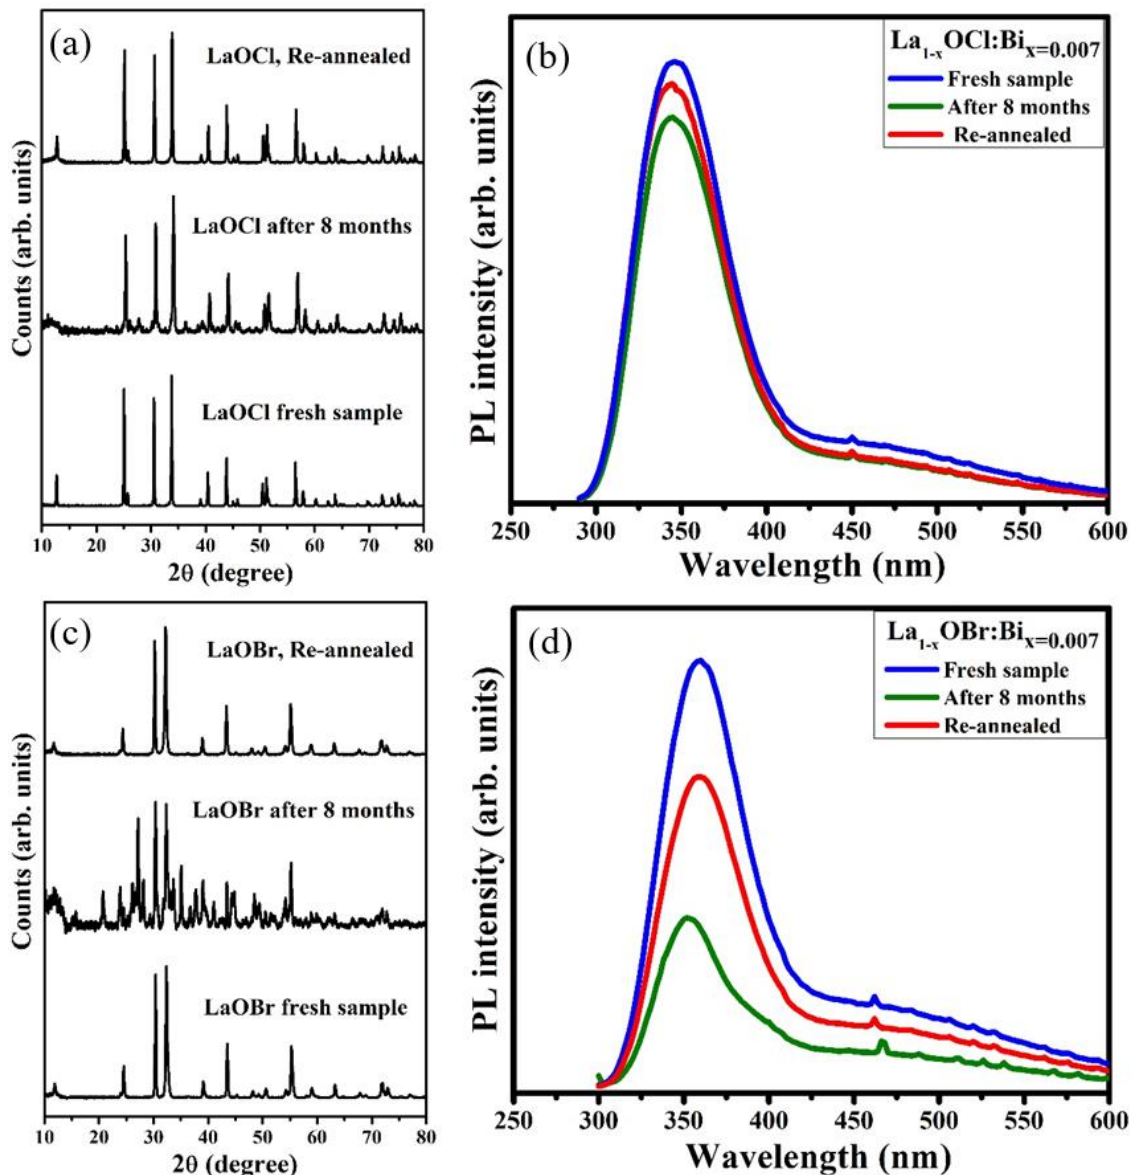 (a)
LaOCl, Re-annealed
LaOCl after 8 months
LaOCl fresh sample
Counts (arb. units)
10 20 30 40 50 60 70 80
2θ (degree)
(b)
La₁₋ₓOCl:Biₓ₌₀.₀₀₇
Fresh sample
After 8 months
Re-annealed
PL intensity (arb. units)
250 300 350 400 450 500 550 600
Wavelength (nm)
(c)
LaOBr, Re-annealed
LaOBr after 8 months
LaOBr fresh sample
Counts (arb. units)
10 20 30 40 50 60 70 80
2θ (degree)
(d)
La₁₋ₓOBr:Biₓ₌₀.₀₀₇
Fresh sample
After 8 months
Re-annealed
PL intensity (arb. units)
250 300 350 400 450 500 550 600
Wavelength (nm)